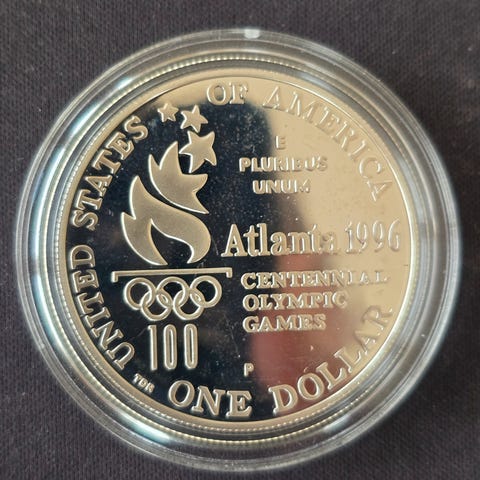 UNITED STATES OF AMERICA
E
PLURIBUS
UNUM
Atlanta 1996
CENTENNIAL
OLYMPIC
GAMES
100
P
TDR
ONE DOLLAR